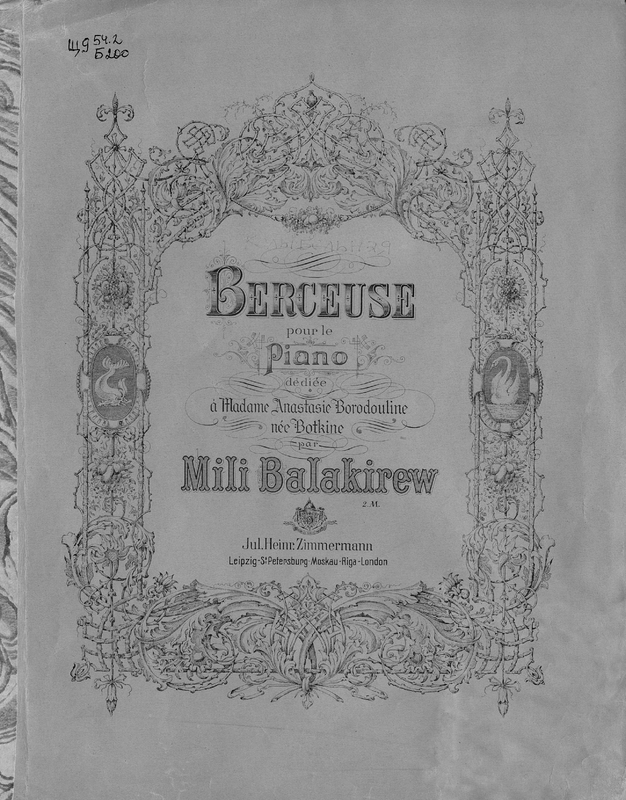 Щ9 54.2
Б200
BERCEUSE
pour le
Piano
dédiée
à Madame Anastasie Borodouline
née Botkine
par
Mili Balakirew
2 M.
Jul. Heinr. Zimmermann
Leipzig-St Petersburg-Moskau-Riga-London